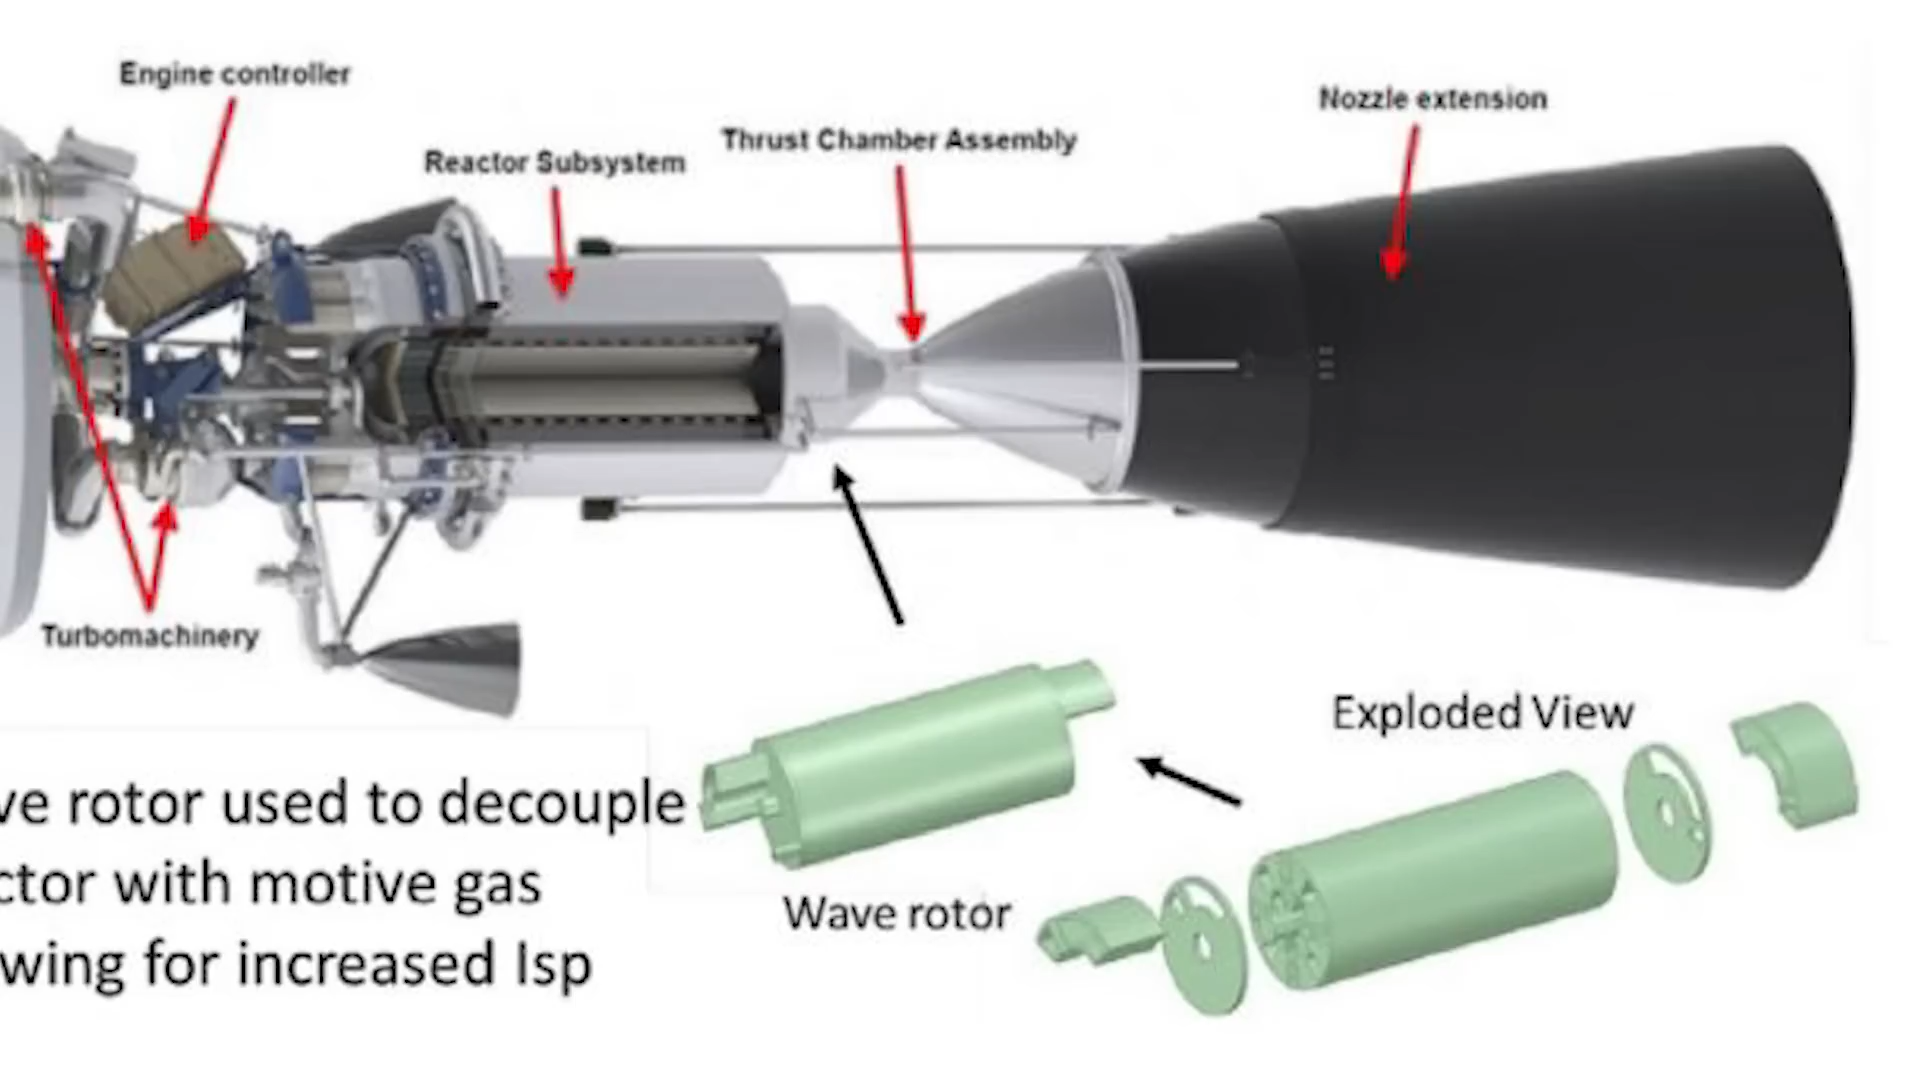 Engine controller
Nozzle extension
Thrust Chamber Assembly
Reactor Subsystem
Turbomachinery
Exploded View
ve rotor used to decouple
ctor with motive gas
wing for increased Isp
Wave rotor